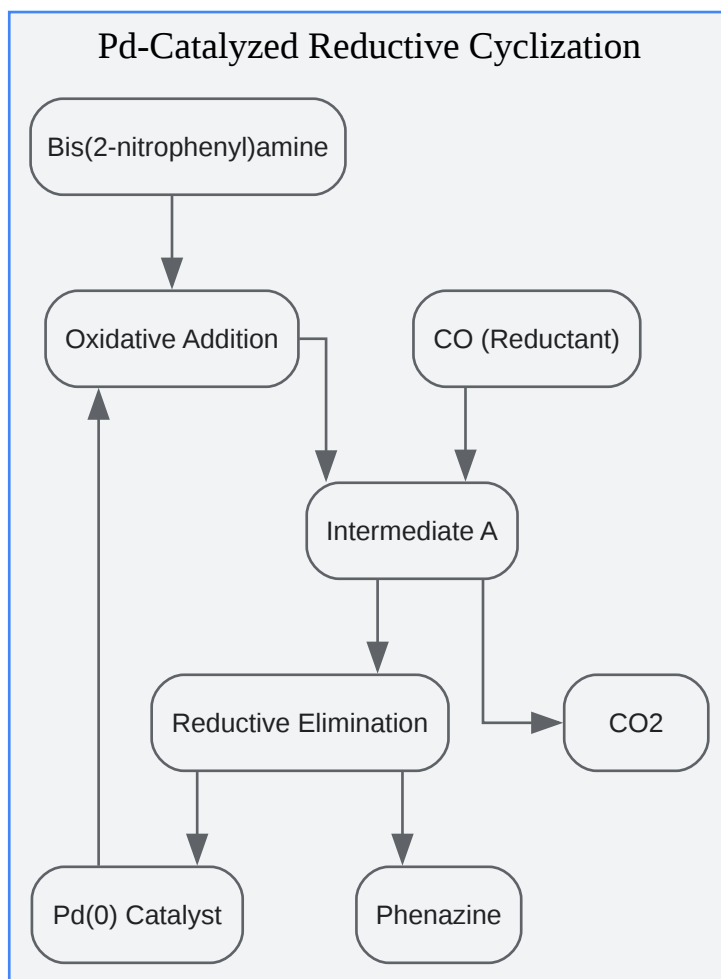 Pd-Catalyzed Reductive Cyclization
Bis(2-nitrophenyl)amine
Oxidative Addition
CO (Reductant)
Intermediate A
Reductive Elimination
CO2
Pd(0) Catalyst
Phenazine